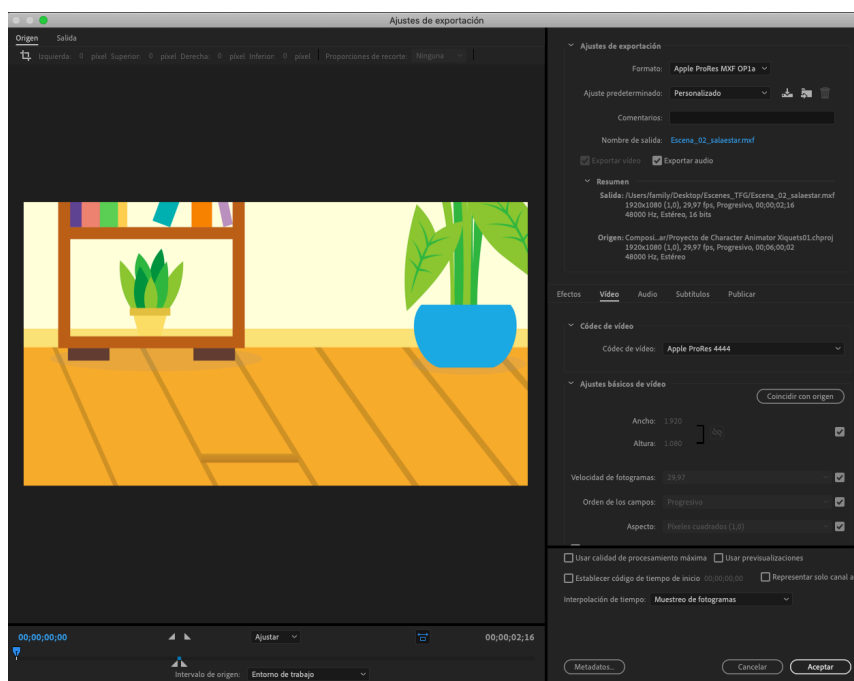 Ajustes de exportación
Origen Salida
Izquierda: 0 píxel Superior: 0 píxel Derecha: 0 píxel Inferior: 0 píxel Proporciones de recorte: Ninguna
Ajustes de exportación
Formato: Apple ProRes MXF OP1a
Ajuste predeterminado: Personalizado
Comentarios:
Nombre de salida: Escena_02_salaestar.mxf
Exportar vídeo Exportar audio
Resumen
Salida: /Users/family/Desktop/Escenes_TFG/Escena_02_salaestar.mxf
1920x1080 (1,0), 29,97 fps, Progresivo, 00;00;02;16
48000 Hz, Estéreo, 16 bits
Origen: Composi...ar/Proyecto de Character Animator Xiquets01.chproj
1920x1080 (1,0), 29,97 fps, Progresivo, 00;06;00;02
48000 Hz, Estéreo
Efectos Vídeo Audio Subtítulos Publicar
Códec de vídeo
Códec de vídeo: Apple ProRes 4444
Ajustes básicos de vídeo
Coincidir con origen
Ancho: 1.920
Altura: 1.080
Velocidad de fotogramas: 29,97
Orden de los campos: Progresivo
Aspecto: Píxeles cuadrados (1,0)
Usar calidad de procesamiento máxima Usar previsualizaciones
Establecer código de tiempo de inicio 00;00;00;00 Representar solo canal a
Interpolación de tiempo: Muestreo de fotogramas
00;00;00;00 Ajustar 00;00;02;16
Intervalo de origen: Entorno de trabajo
Metadatos... Cancelar Aceptar